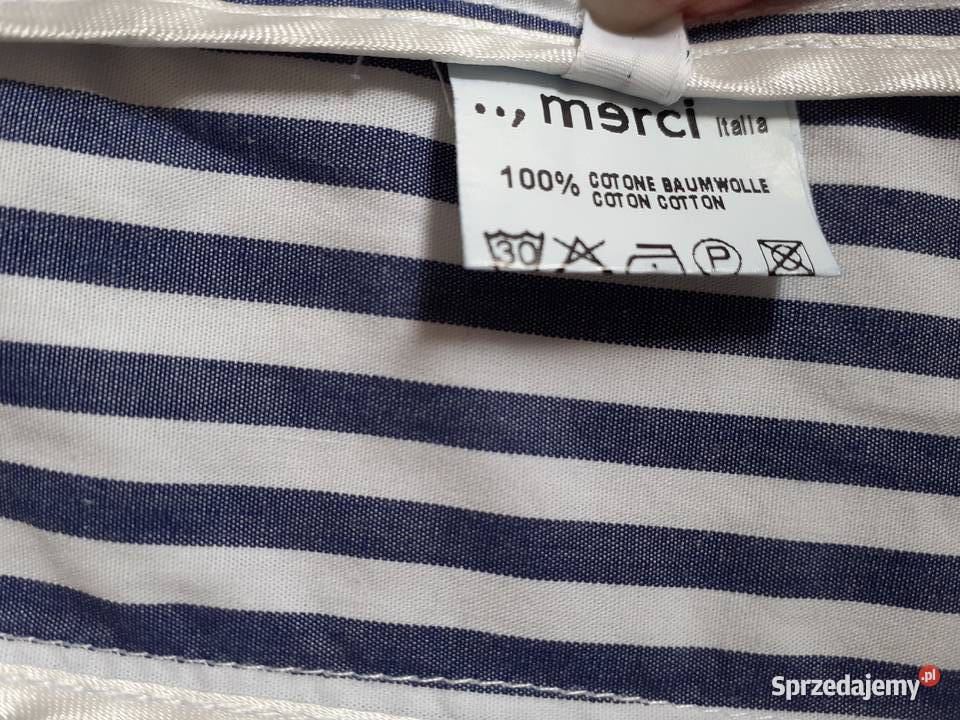 .., merci Italia
100% COTONE BAUMWOLLE
COTON COTTON
30 P
Sprzedajemy.pl